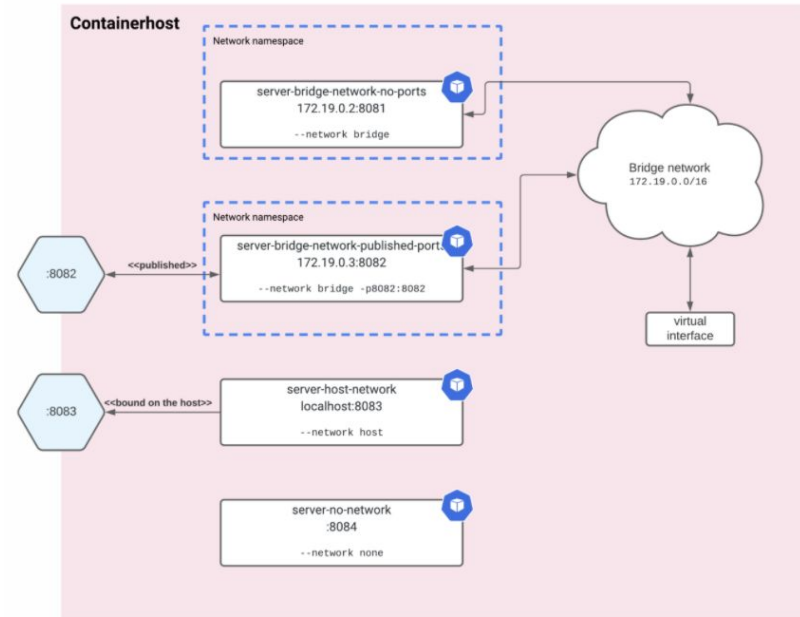 Containerhost
Network namespace
server-bridge-network-no-ports
172.19.0.2:8081
--network bridge
Bridge network
172.19.0.0/16
Network namespace
server-bridge-network-published-port
172.19.0.3:8082
--network bridge -p8082:8082
:8082
<<published>>
virtual
interface
server-host-network
localhost:8083
--network host
:8083
<<bound on the host>>
server-no-network
:8084
--network none